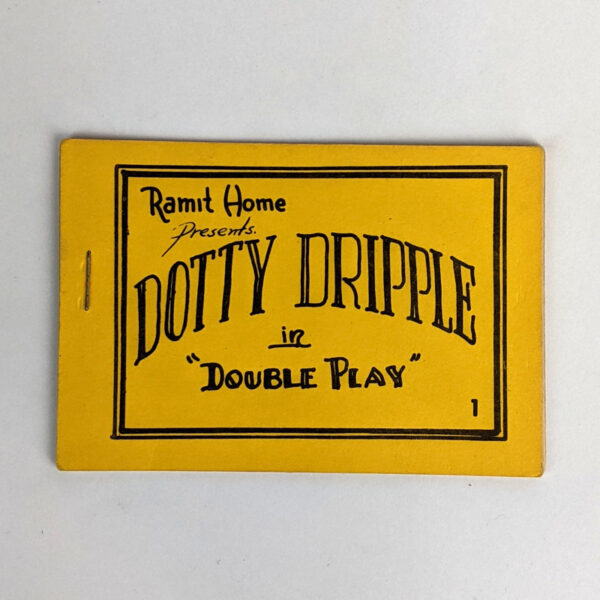 Ramit Home
Presents.
DOTTY DRIPPLE
in
"DOUBLE PLAY"
1